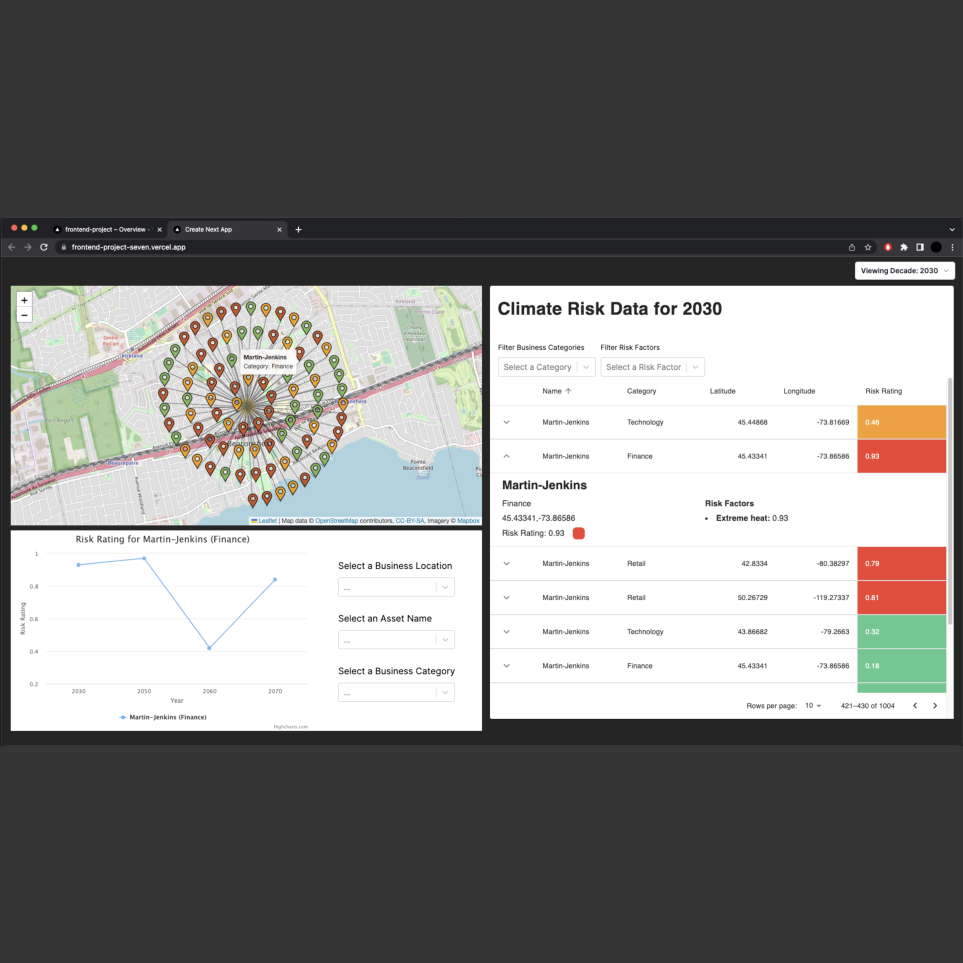 frontend-project – Overview -
Create Next App
frontend-project-seven.vercel.app
Viewing Decade: 2030
+
−
Kirkland
Kirkland
Martin-Jenkins
Category: Finance
Beaurepaire
Pointe
Beaconsfield
Leaflet | Map data © OpenStreetMap contributors, CC-BY-SA, Imagery © Mapbox
Risk Rating for Martin-Jenkins (Finance)
Risk Rating
1
0.8
0.6
0.4
0.2
2030 2050 2060 2070
Year
Martin-Jenkins (Finance)
Highcharts.com
Select a Business Location
...
Select an Asset Name
...
Select a Business Category
...
Climate Risk Data for 2030
Filter Business Categories Filter Risk Factors
Select a Category Select a Risk Factor
Name Category Latitude Longitude Risk Rating
Martin-Jenkins Technology 45.44868 -73.81669 0.46
Martin-Jenkins Finance 45.43341 -73.86586 0.93
Martin-Jenkins
Finance
45.43341,-73.86586
Risk Rating: 0.93
Risk Factors
• Extreme heat: 0.93
Martin-Jenkins Retail 42.8334 -80.38297 0.79
Martin-Jenkins Retail 50.26729 -119.27337 0.81
Martin-Jenkins Technology 43.86682 -79.2663 0.32
Martin-Jenkins Finance 45.43341 -73.86586 0.18
Rows per page: 10 421–430 of 1004